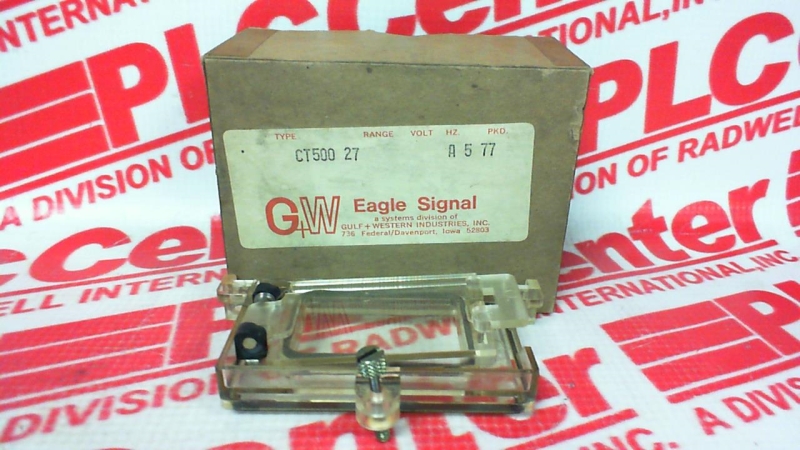 TYPE RANGE VOLT HZ. PKD.
CT500 27 A 5 77
G+W Eagle Signal
a systems division of
GULF+WESTERN INDUSTRIES, INC.
736 Federal/Davenport, Iowa 52803
PLCCenter
A DIVISION OF RADWELL INTERNATIONAL, INC.